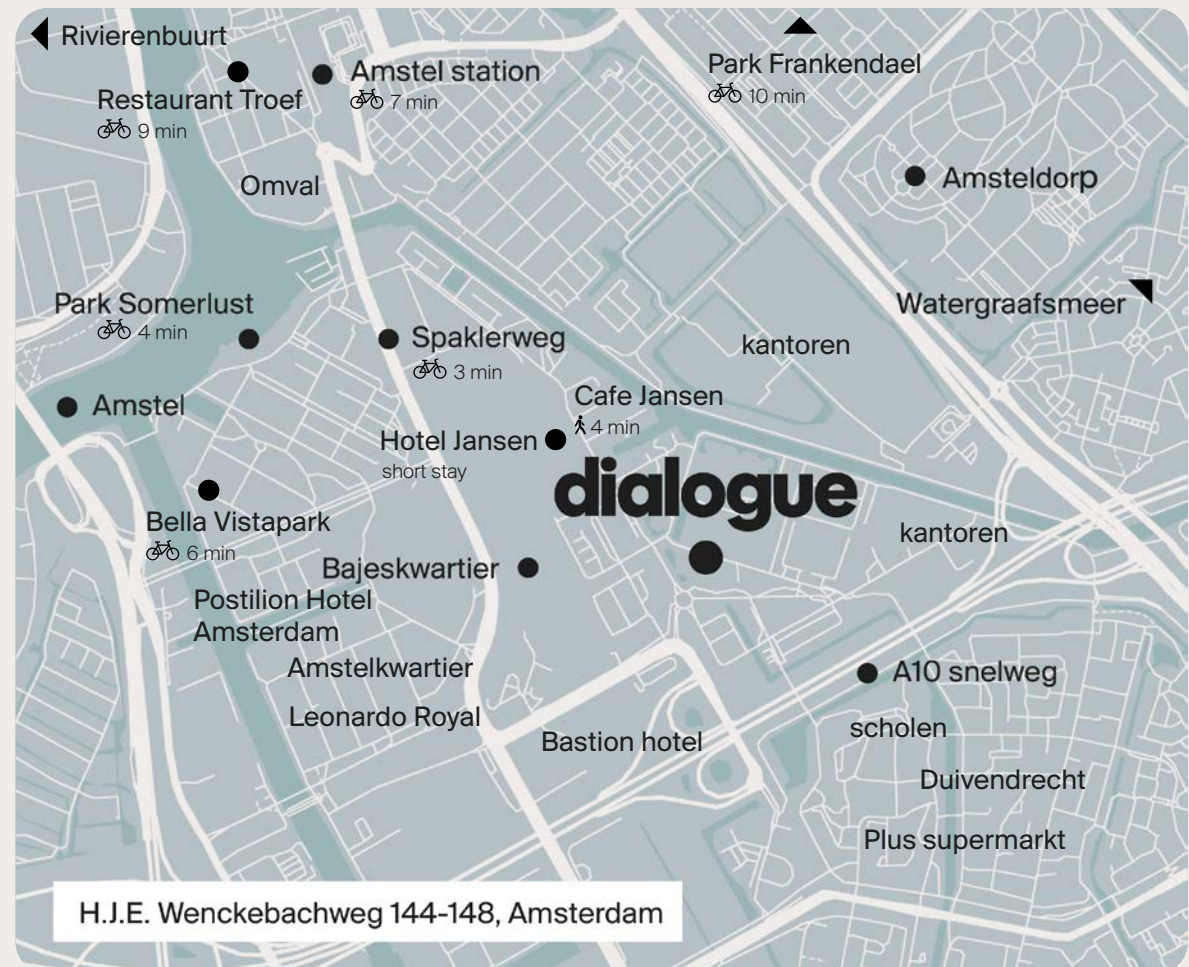 Rivierenbuurt
Amstel station
7 min
Park Frankendael
10 min
Restaurant Troef
9 min
Omval
Amsteldorp
Park Somerlust
4 min
Watergraafsmeer
Spaklerweg
3 min
kantoren
Amstel
Cafe Jansen
4 min
Hotel Jansen
short stay
dialogue
Bella Vistapark
6 min
kantoren
Bajeskwartier
Postilion Hotel
Amsterdam
Amstelkwartier
A10 snelweg
Leonardo Royal
scholen
Bastion hotel
Duivendrecht
Plus supermarkt
H.J.E. Wenckebachweg 144-148, Amsterdam